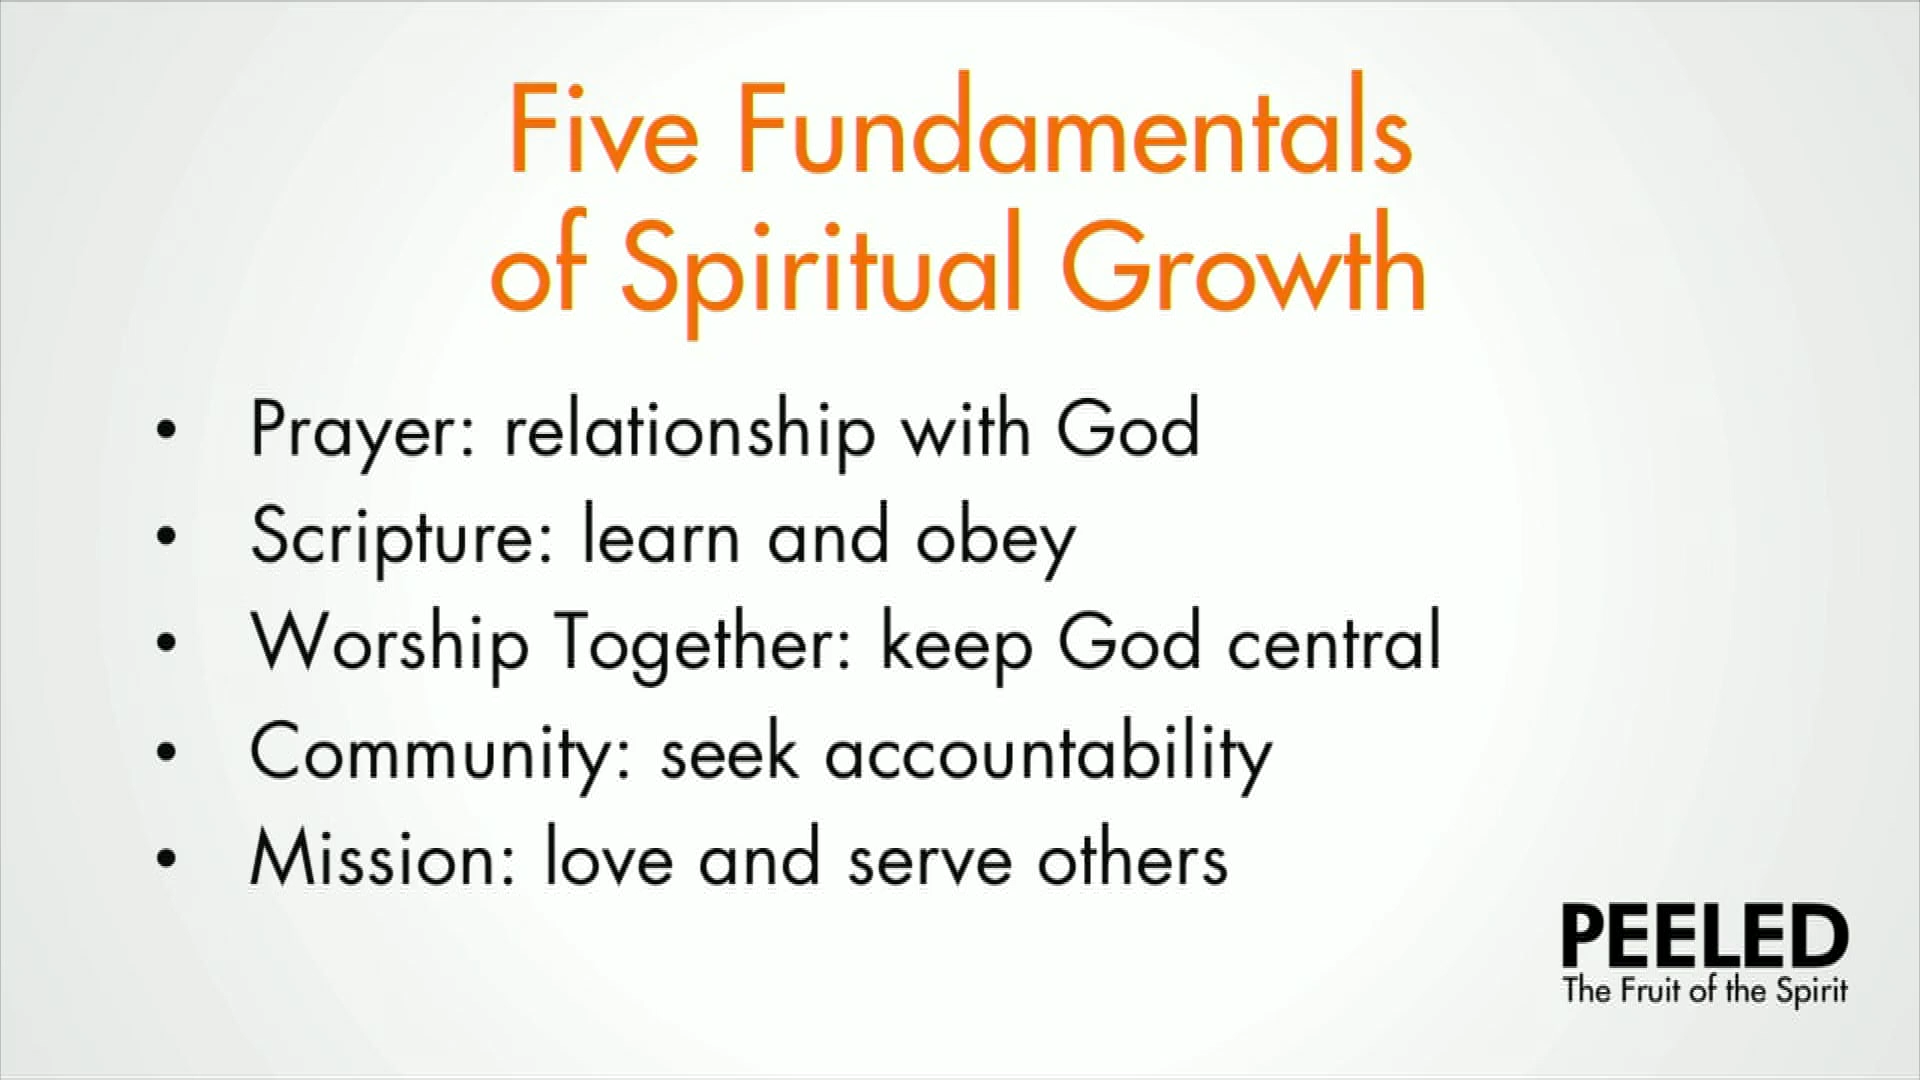 Five Fundamentals
of Spiritual Growth
• Prayer: relationship with God
• Scripture: learn and obey
• Worship Together: keep God central
• Community: seek accountability
• Mission: love and serve others
PEELED
The Fruit of the Spirit